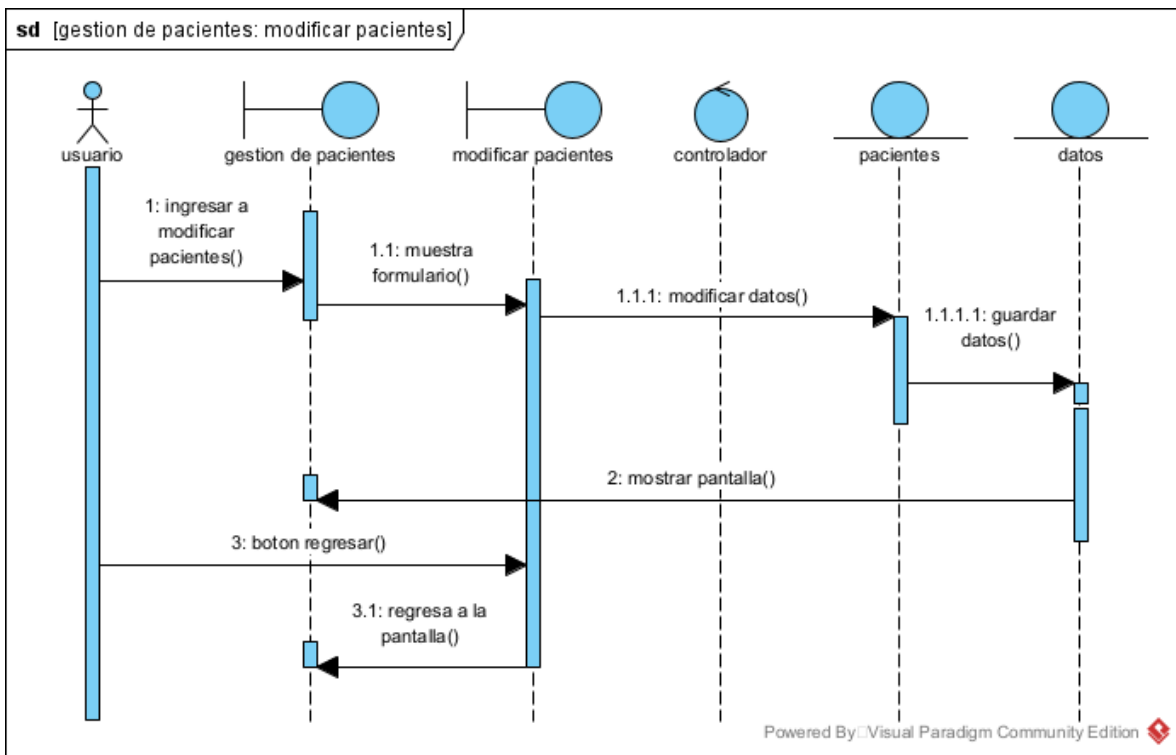 sd [gestion de pacientes: modificar pacientes]
usuario
gestion de pacientes
modificar pacientes
controlador
pacientes
datos
1: ingresar a
modificar
pacientes()
1.1: muestra
formulario()
1.1.1: modificar datos()
1.1.1.1: guardar
datos()
2: mostrar pantalla()
3: boton regresar()
3.1: regresa a la
pantalla()
Powered By Visual Paradigm Community Edition